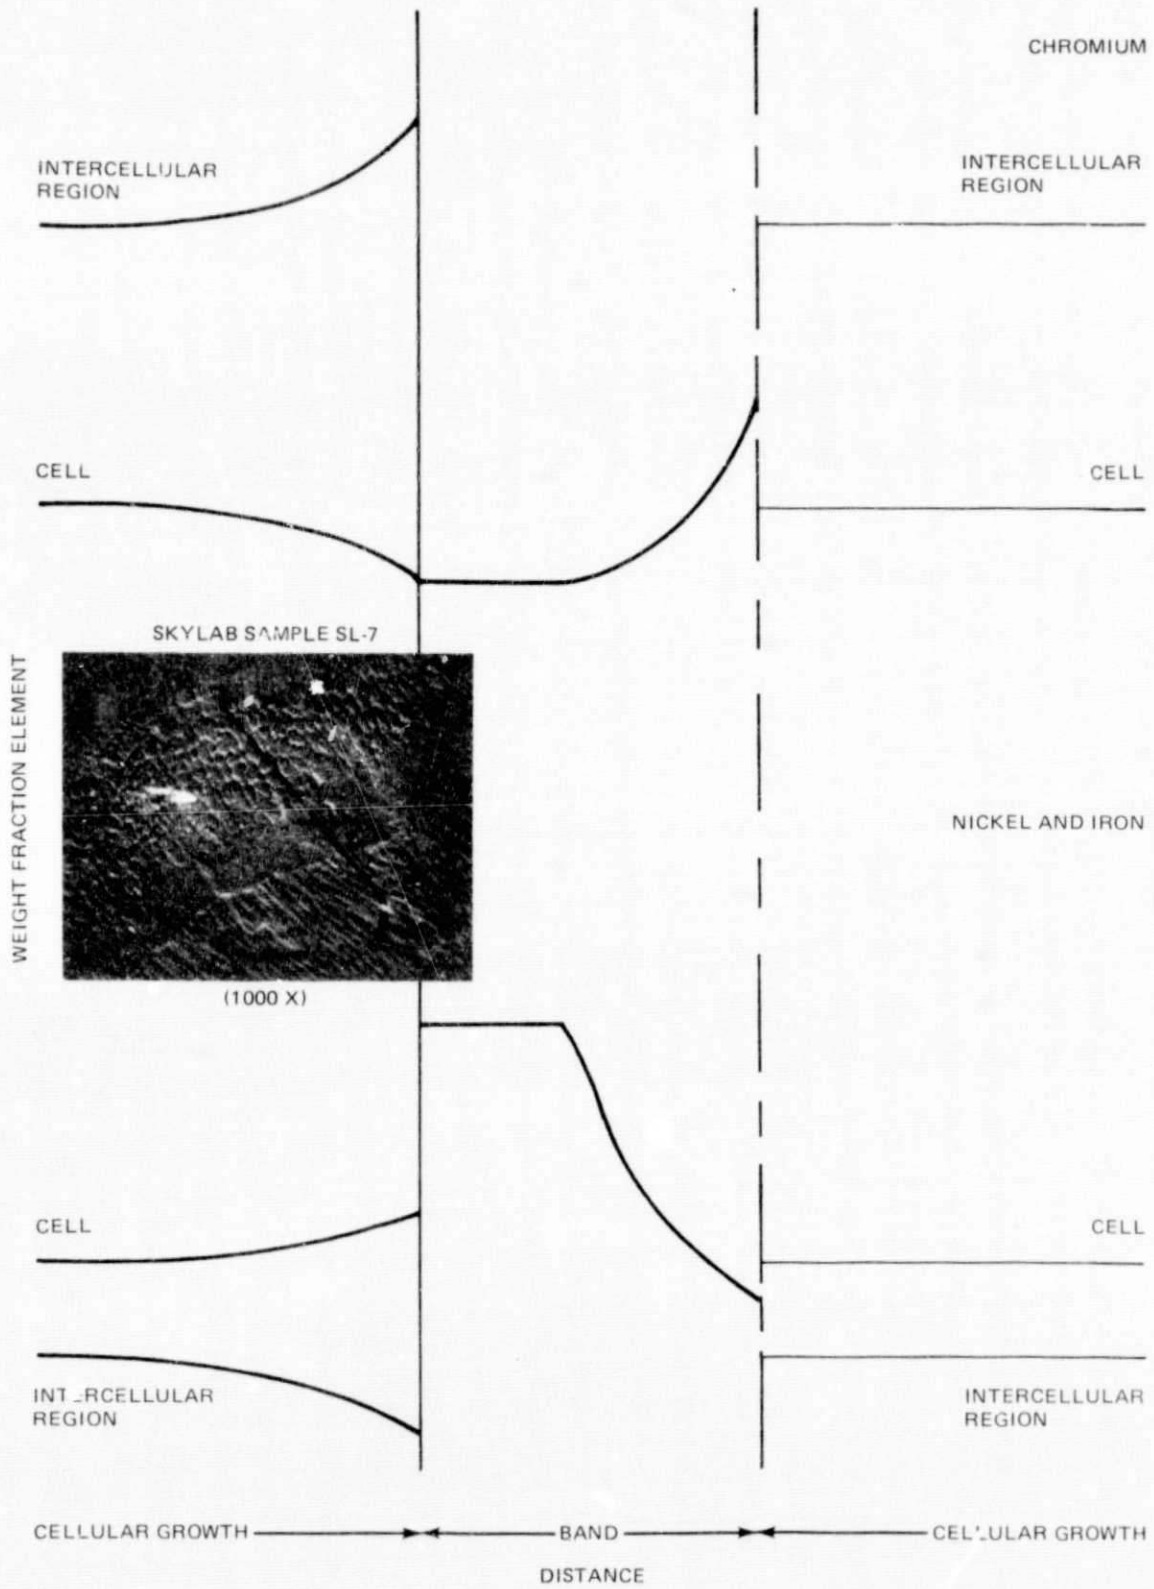 CHROMIUM
INTERCELLULAR
REGION
INTERCELLULAR
REGION
CELL
CELL
SKYLAB SAMPLE SL-7
WEIGHT FRACTION ELEMENT
NICKEL AND IRON
(1000 X)
CELL
CELL
INTERCELLULAR
REGION
INTERCELLULAR
REGION
CELLULAR GROWTH
BAND
CELLULAR GROWTH
DISTANCE